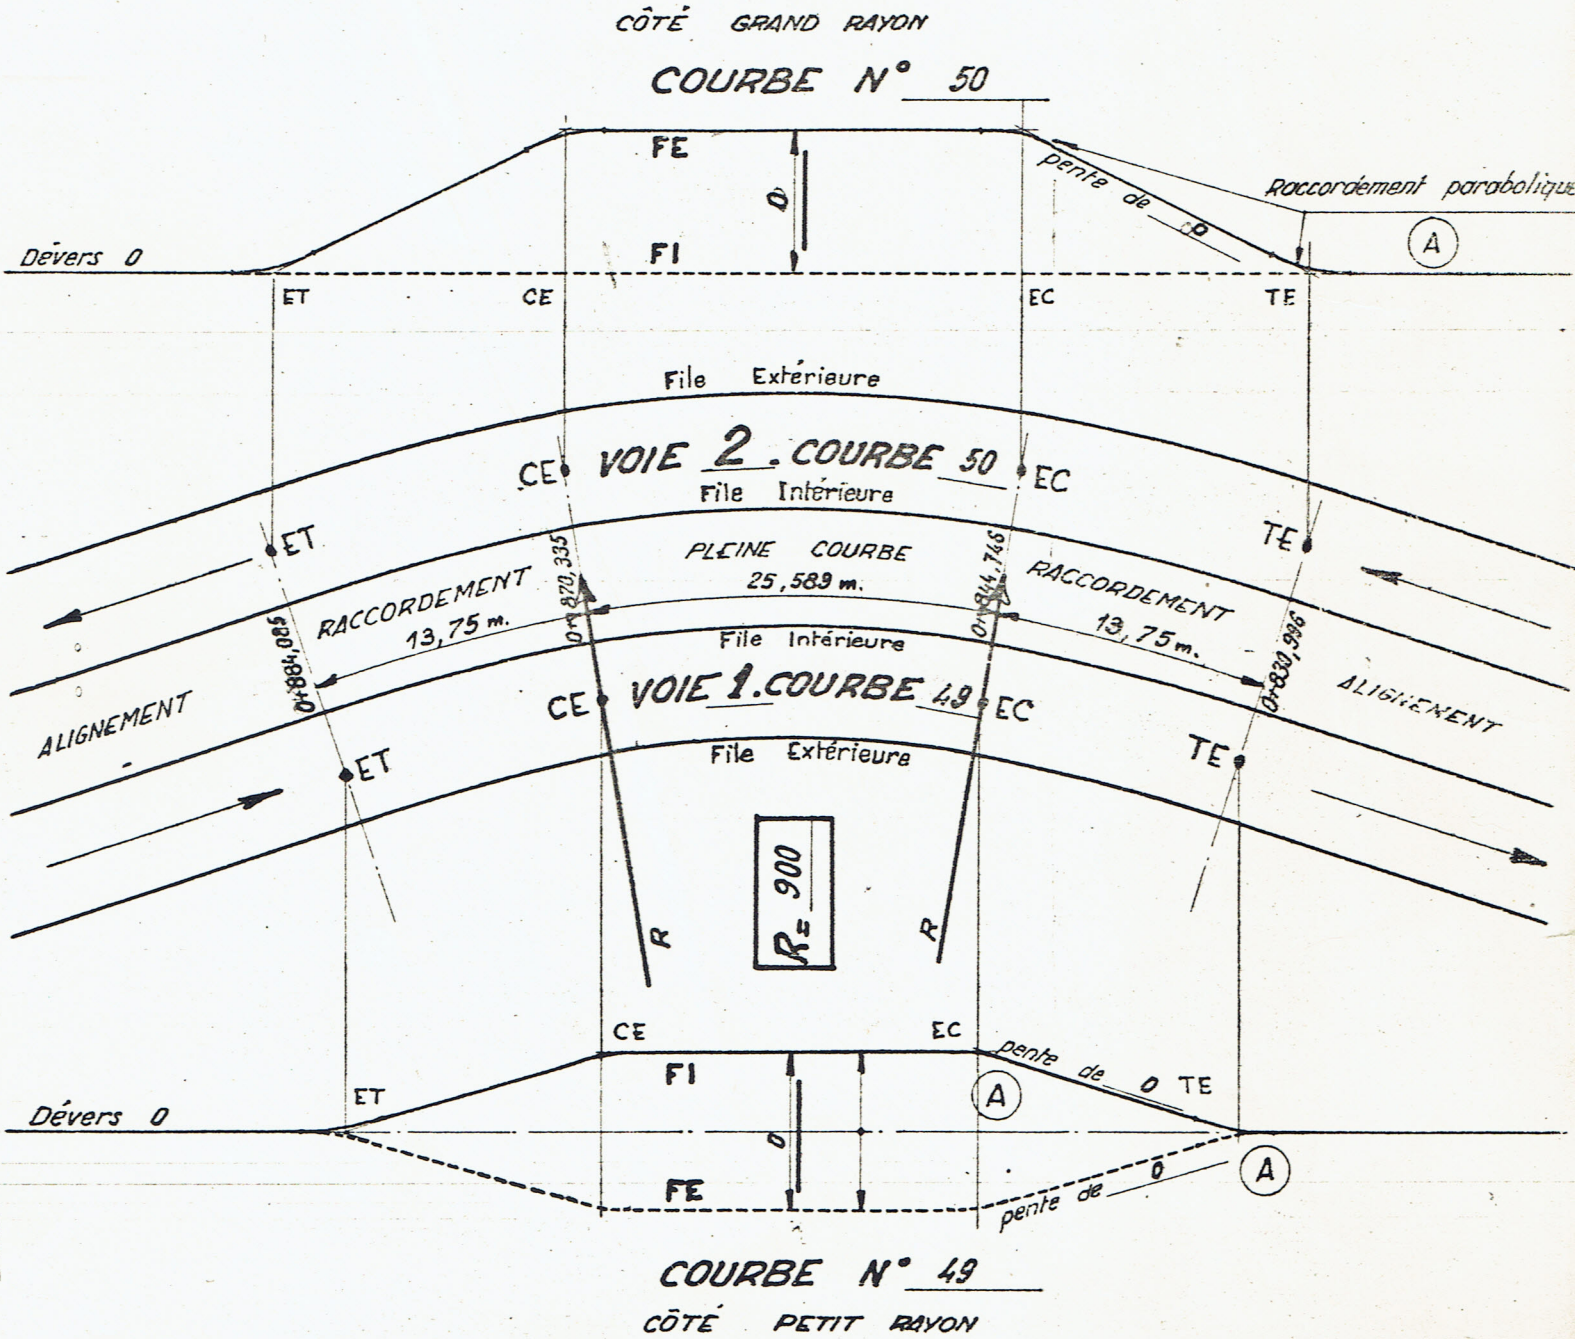 CÔTÉ GRAND RAYON
COURBE N° 50
FE
D
pente de 0
Raccordement parabolique
A
Dévers 0
FI
ET
CE
EC
TE
File Extérieure
CE VOIE 2. COURBE 50 EC
File Intérieure
ET
TE
PLEINE COURBE
25,589 m.
RACCORDEMENT
13,75 m.
RACCORDEMENT
13,75 m.
0+884,085
0+870,335
0+844,746
0+830,996
File Intérieure
ALIGNEMENT
ALIGNEMENT
CE VOIE 1. COURBE 49 EC
File Extérieure
ET
TE
R= 900
R
R
CE
EC
FI
pente de 0
TE
A
ET
Dévers 0
0
FE
pente de 0
A
COURBE N° 49
CÔTÉ PETIT RAYON